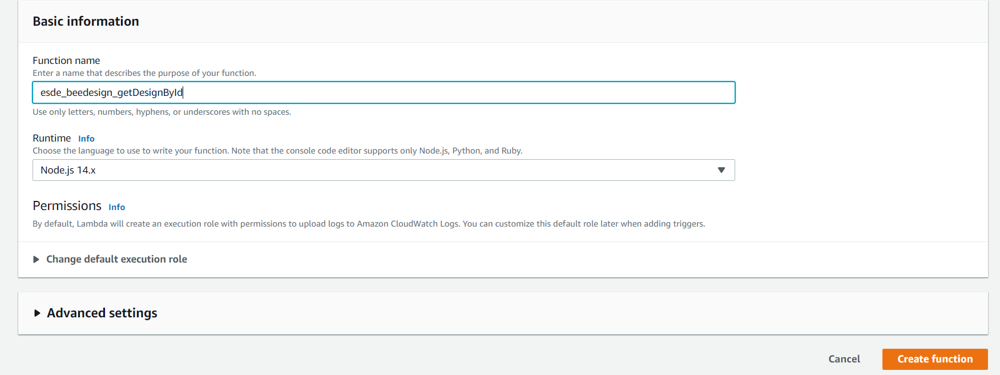 Basic information
Function name
Enter a name that describes the purpose of your function.
esde_beedesign_getDesignById
Use only letters, numbers, hyphens, or underscores with no spaces.
Runtime Info
Choose the language to use to write your function. Note that the console code editor supports only Node.js, Python, and Ruby.
Node.js 14.x
Permissions Info
By default, Lambda will create an execution role with permissions to upload logs to Amazon CloudWatch Logs. You can customize this default role later when adding triggers.
Change default execution role
Advanced settings
Cancel Create function